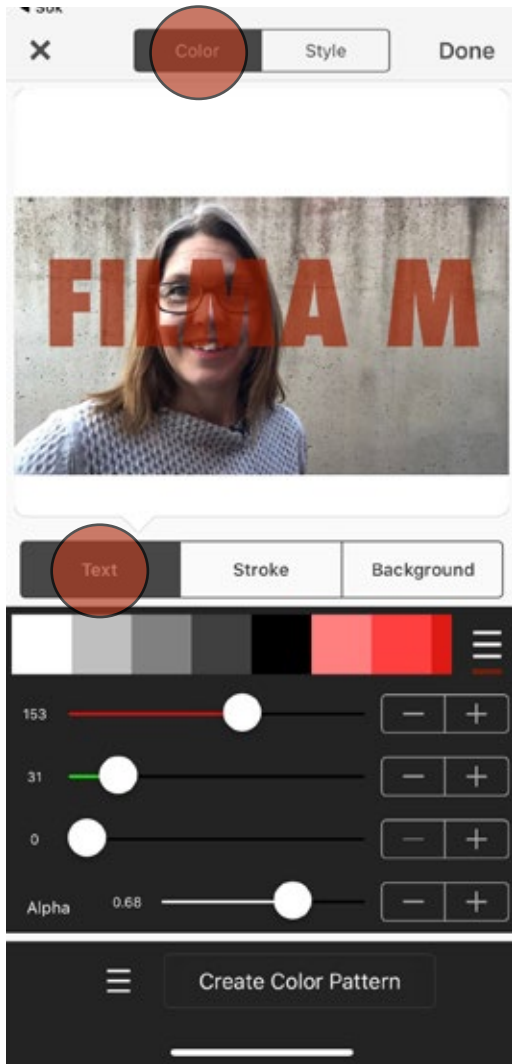 Sök
Color Style Done
FILMA M
Text Stroke Background
153
31
0
Alpha 0.68
Create Color Pattern